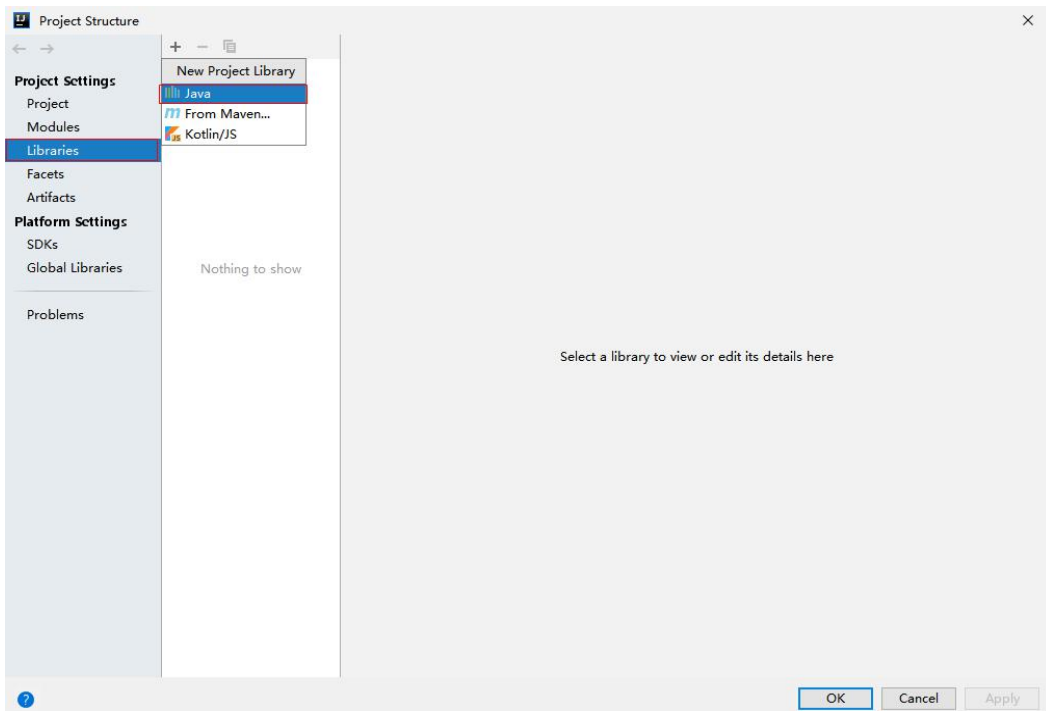 Project Structure
New Project Library
Project Settings
Java
Project
From Maven...
Modules
Kotlin/JS
Libraries
Facets
Artifacts
Platform Settings
SDKs
Global Libraries
Nothing to show
Problems
Select a library to view or edit its details here
?
OK
Cancel
Apply